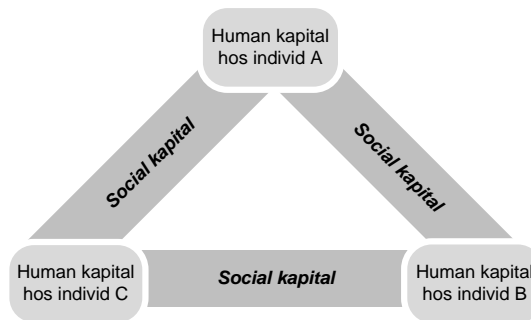 Human kapital
hos individ A
Social kapital
Social kapital
Human kapital
hos individ C
Social kapital
Human kapital
hos individ B